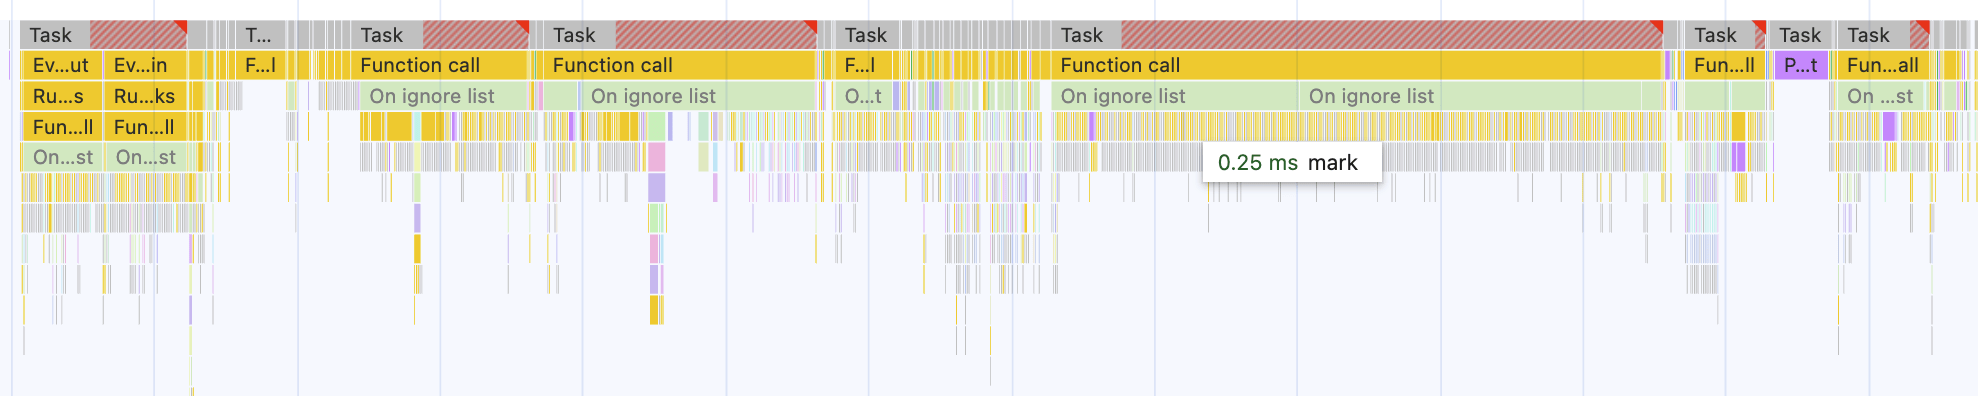 Task T... Task Task Task Task Task Task Task
Ev...ut Ev...in F...l Function call Function call F...l Function call Fun...ll P...t Fun...all
Ru...s Ru...ks On ignore list On ignore list O...t On ignore list On ignore list On ...st
Fun...ll Fun...ll
On...st On...st
0.25 ms mark